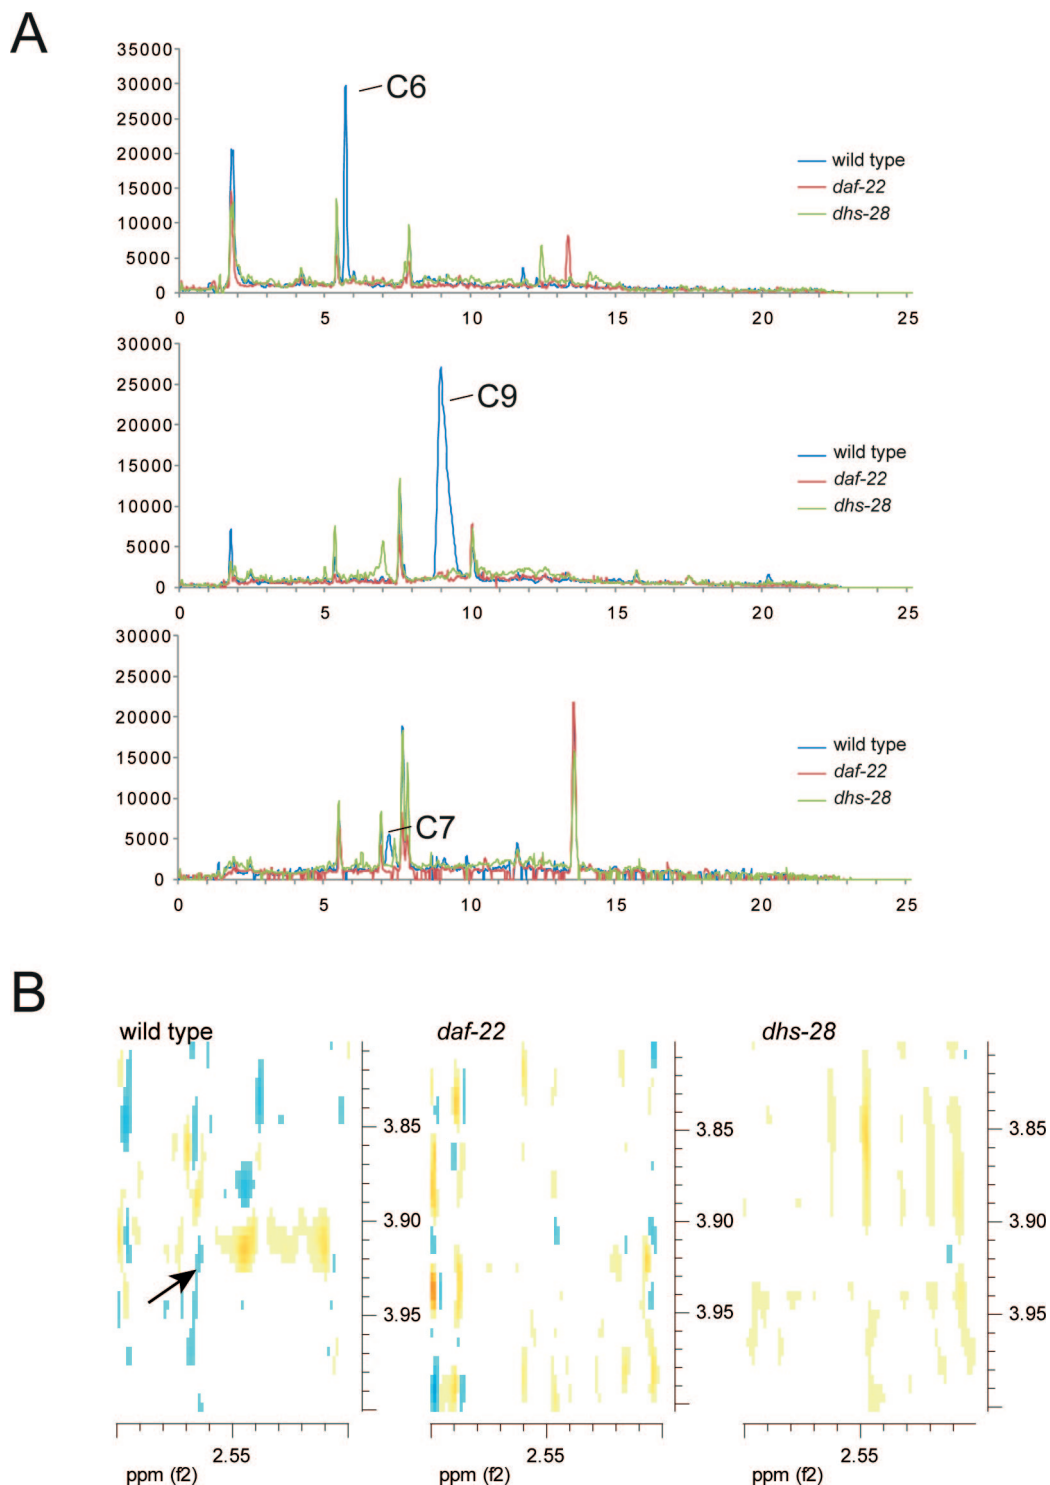 A
35000
30000
25000
20000
15000
10000
5000
0
C6
wild type
daf-22
dhs-28
0 5 10 15 20 25
30000
25000
20000
15000
10000
5000
0
C9
wild type
daf-22
dhs-28
0 5 10 15 20 25
30000
25000
20000
15000
10000
5000
0
C7
wild type
daf-22
dhs-28
0 5 10 15 20 25
B
wild type daf-22 dhs-28
3.85 3.85 3.85
3.90 3.90 3.90
3.95 3.95 3.95
2.55 2.55 2.55
ppm (f2) ppm (f2) ppm (f2)